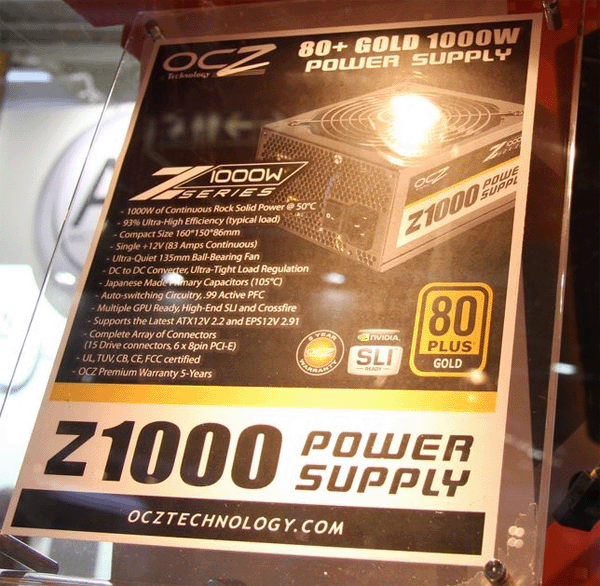 OCZ
Technology
80+ GOLD 1000W
POWER SUPPLY
Z 1000W
SERIES
- 1000W of Continuous Rock Solid Power @ 50°C
- 93% Ultra-High Efficiency (typical load)
- Compact Size 160*150*86mm
- Single +12V (83 Amps Continuous)
- Ultra-Quiet 135mm Ball-Bearing Fan
- DC to DC Converter, Ultra-Tight Load Regulation
- Japanese Made Primary Capacitors (105°C)
- Auto-switching Circuitry, .99 Active PFC
- Multiple GPU Ready, High-End SLI and Crossfire
- Supports the Latest ATX12V 2.2 and EPS12V 2.91
- Complete Array of Connectors
(15 Drive connectors, 6 x 8pin PCI-E)
- UL, TUV, CB, CE, FCC certified
- OCZ Premium Warranty 5-Years
OCZ
Z1000 POWER
SUPPL
5 YEAR
OCZ
WARRANTY
NVIDIA.
SLI
READY
80
PLUS
GOLD
Z1000 POWER
SUPPLY
OCZTECHNOLOGY.COM